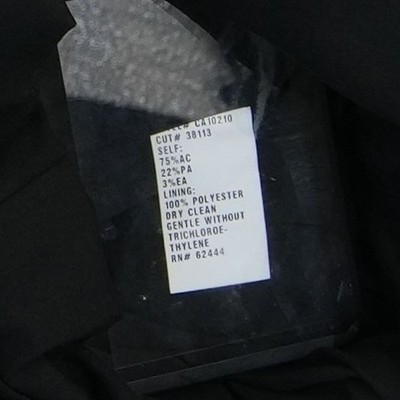 CA10210
CUT# 38113
SELF:
75%AC
22%PA
3%EA
LINING:
100% POLYESTER
DRY CLEAN
GENTLE WITHOUT
TRICHLOROE-
THYLENE
RN# 62444